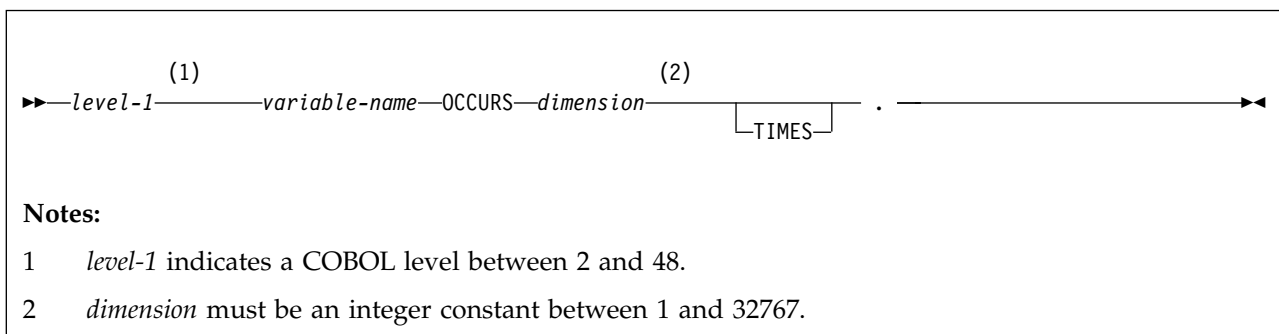 (1) (2)
►►—level-1———variable-name—OCCURS—dimension——— . ———►◄
TIMES
Notes:
1 level-1 indicates a COBOL level between 2 and 48.
2 dimension must be an integer constant between 1 and 32767.